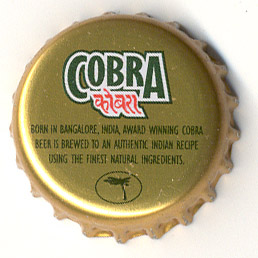 COBRA
कोबरा
BORN IN BANGALORE, INDIA, AWARD WINNING COBRA
BEER IS BREWED TO AN AUTHENTIC INDIAN RECIPE
USING THE FINEST NATURAL INGREDIENTS.